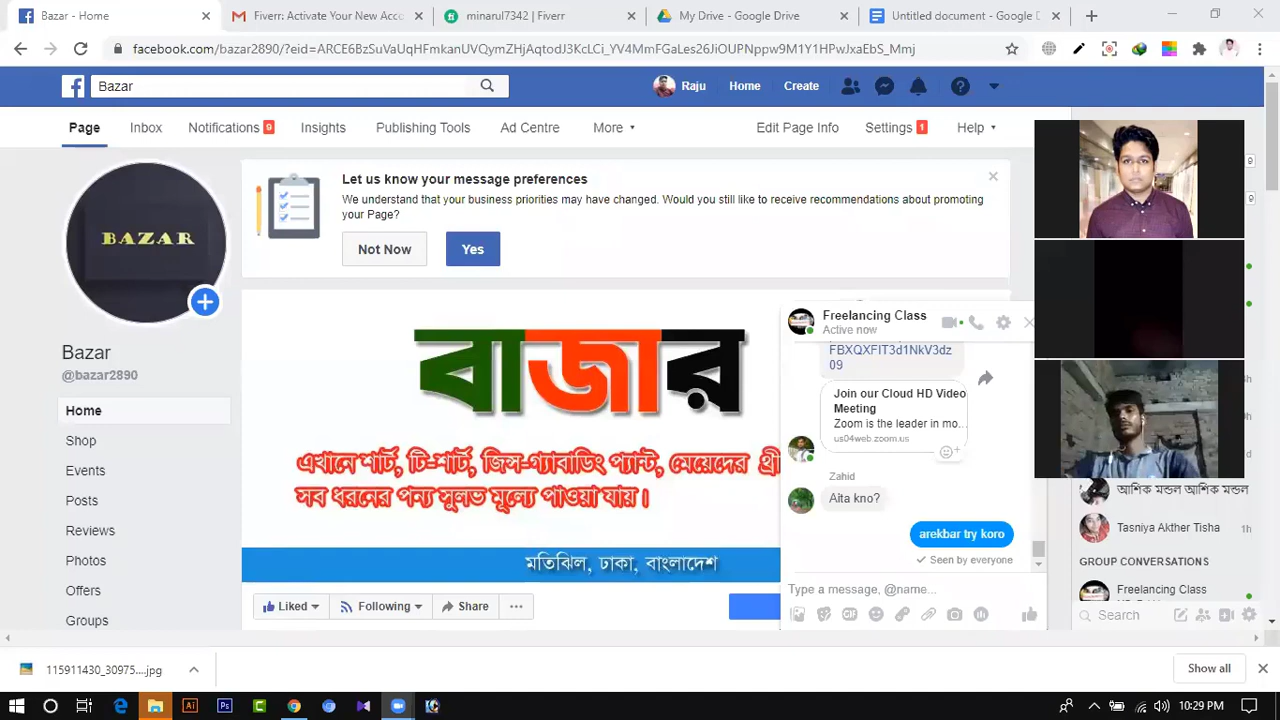 Bazar - Home
Fiverr: Activate Your New Acco
minarul7342 | Fiverr
My Drive - Google Drive
Untitled document - Google D
facebook.com/bazar2890/?eid=ARCE6BzSuVaUqHFmkanUVQymZHjAqtodJ3KcLCi_YV4MmFGaLes26JiOUPNppw9M1Y1HPwJxaEbS_Mmj
Bazar
Raju
Home
Create
Page
Inbox
Notifications 9
Insights
Publishing Tools
Ad Centre
More
Edit Page Info
Settings 1
Help
BAZAR
Let us know your message preferences
We understand that your business priorities may have changed. Would you still like to receive recommendations about promoting
your Page?
Not Now
Yes
Bazar
@bazar2890
Home
Shop
Events
Posts
Reviews
Photos
Offers
Groups
বাজার
এখানে শার্ট, টি-শার্ট, জিন্স-গ্যাবাডিং প্যান্ট, মেয়েদের থ্রী
সব ধরনের পন্য সুলভ মূল্যে পাওয়া যায়।
মতিঝিল, ঢাকা, বাংলাদেশ
Liked
Following
Share
Freelancing Class
Active now
FBXQXFIT3d1NkV3dz
09
Join our Cloud HD Video
Meeting
Zoom is the leader in mo...
us04web.zoom.us
Zahid
Aita kno?
arekbar try koro
Seen by everyone
Type a message, @name...
আশিক মন্ডল আশিক মন্ডল
Tasniya Akther Tisha
1h
GROUP CONVERSATIONS
Freelancing Class
Search
115911430_30975....jpg
Show all
10:29 PM